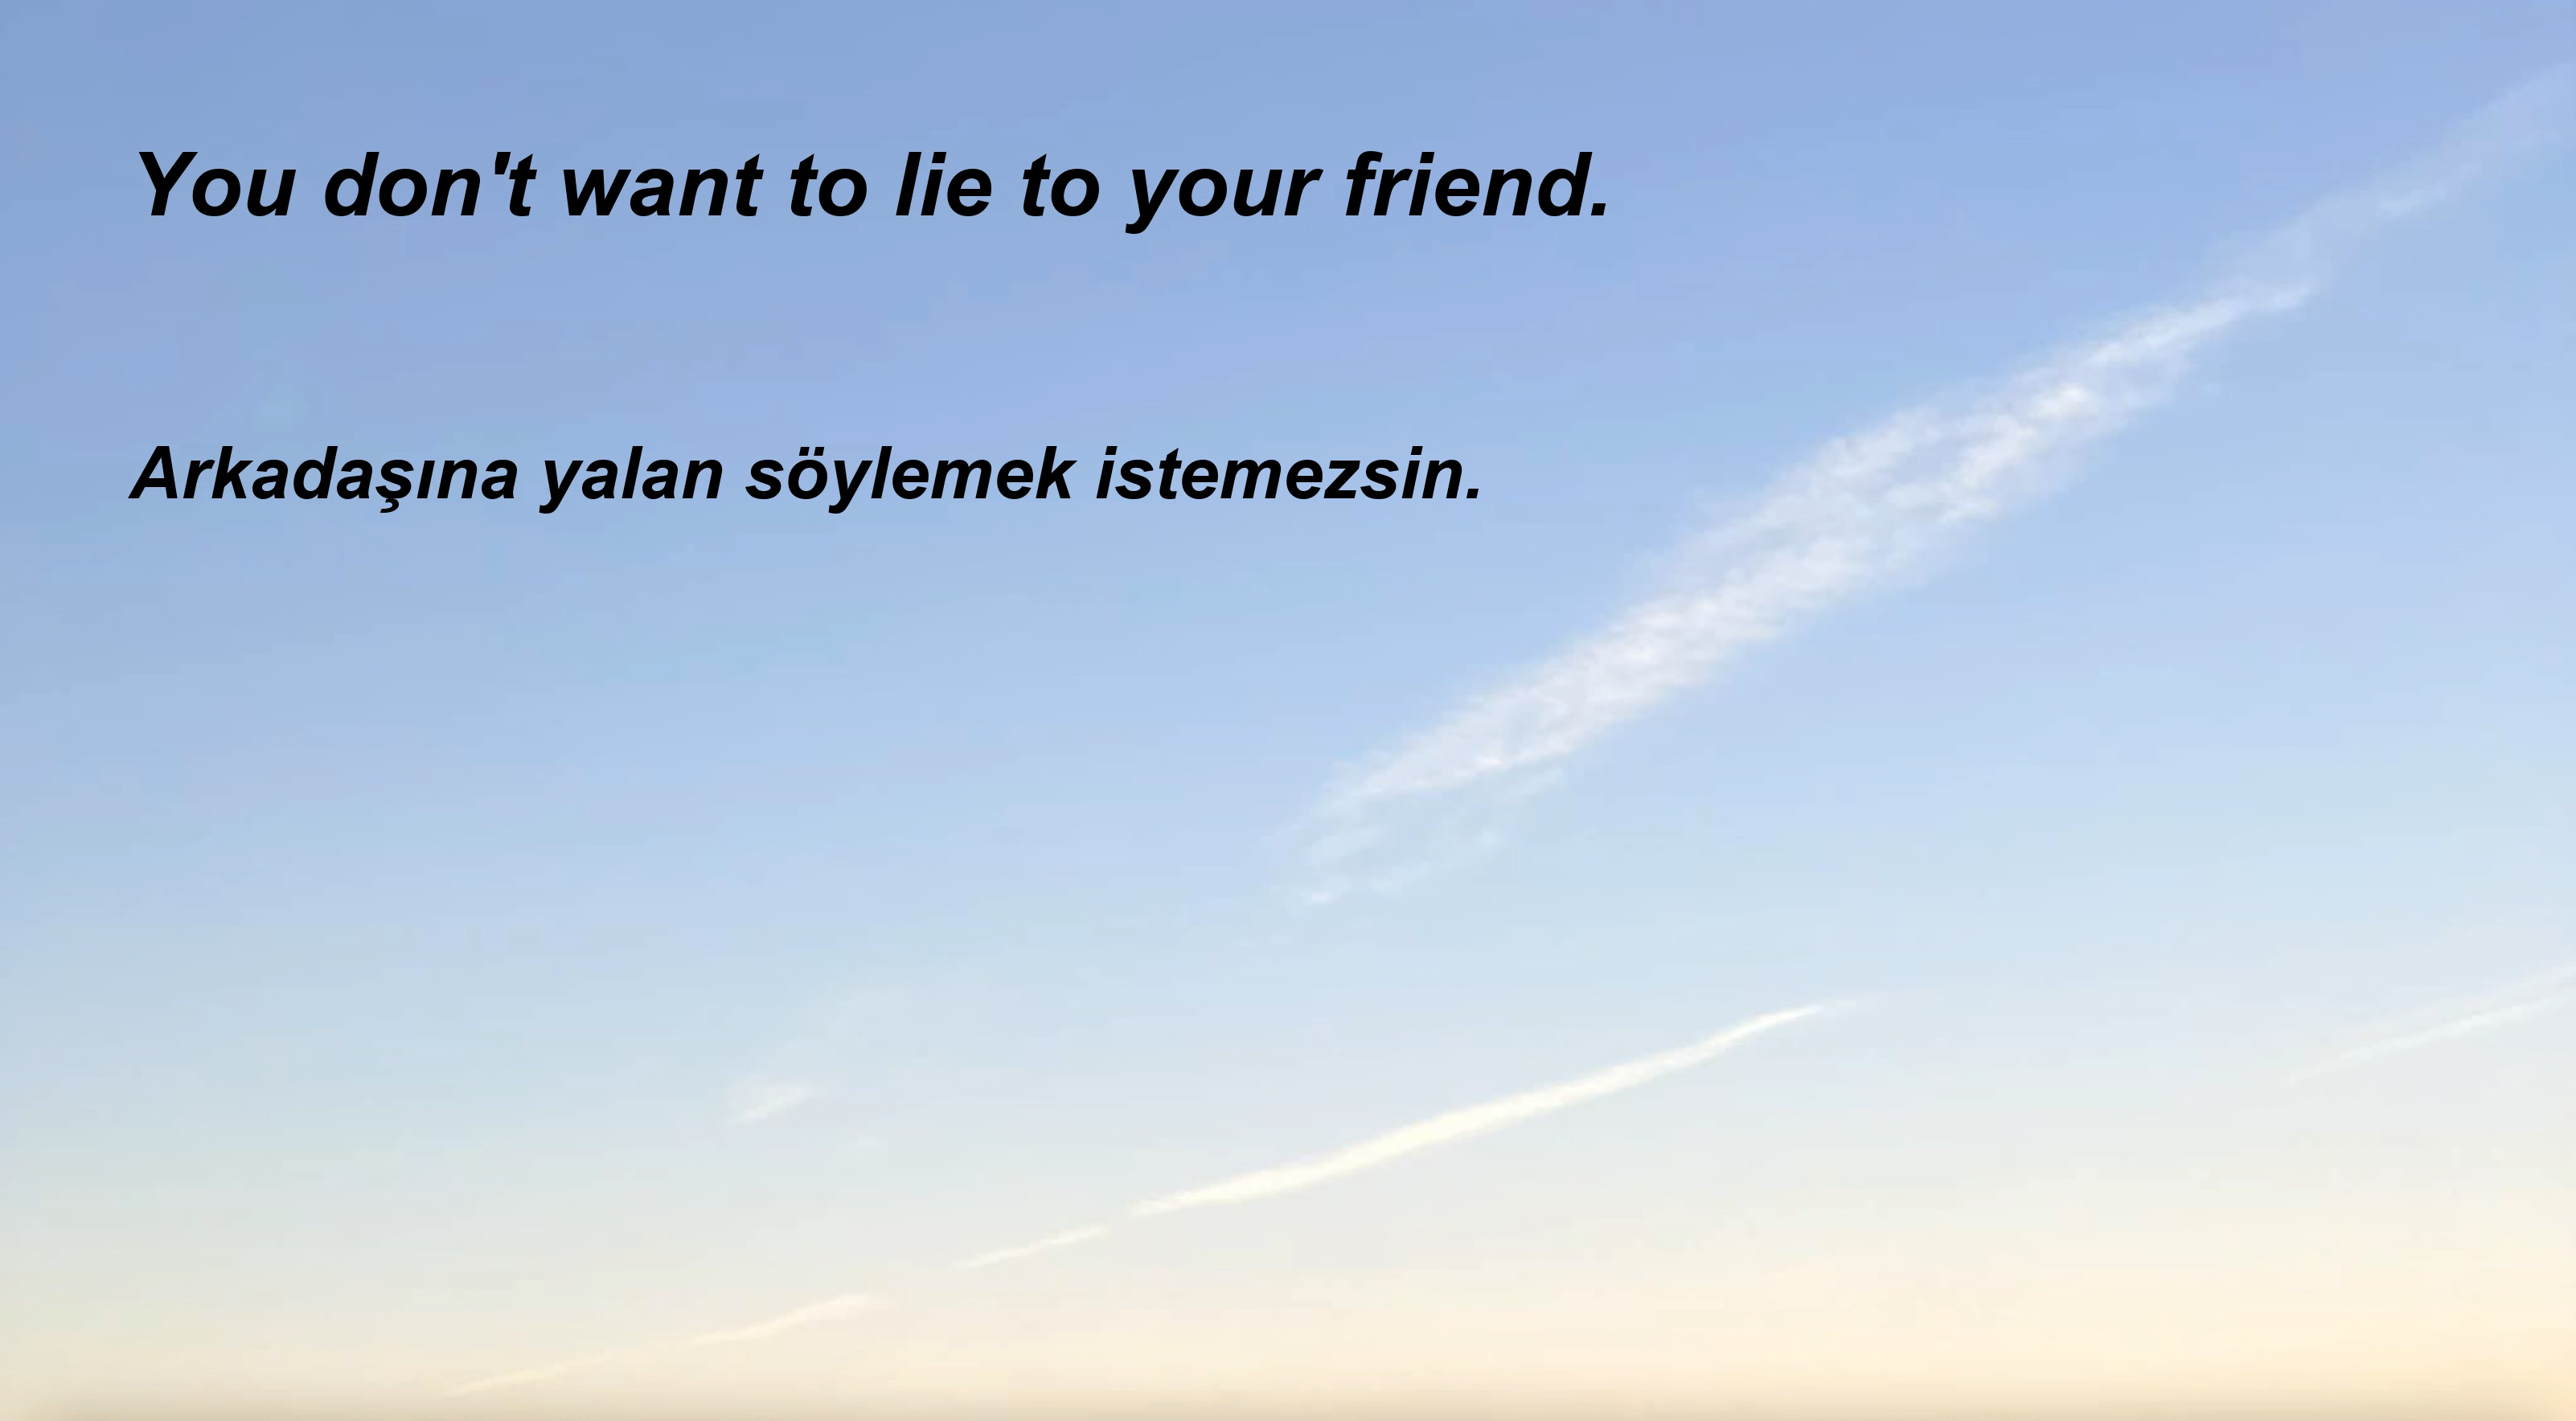 You don't want to lie to your friend.
Arkadaşına yalan söylemek istemezsin.